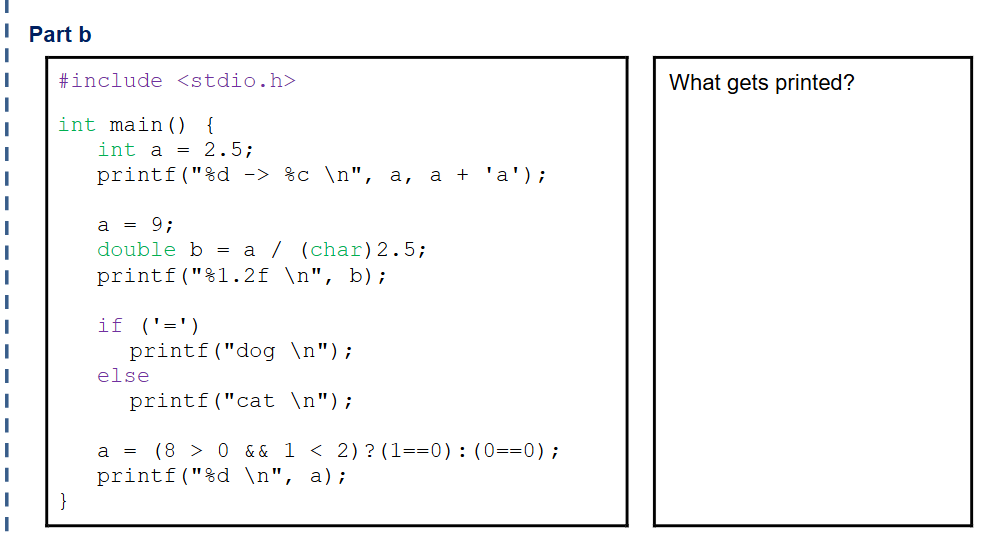 Part b
#include <stdio.h>
int main() {
int a = 2.5;
printf("%d -> %c \n", a, a + 'a');
a = 9;
double b = a / (char)2.5;
printf("%1.2f \n", b);
if ('=')
printf("dog \n");
else
printf("cat \n");
a = (8 > 0 && 1 < 2)?(1==0):(0==0);
printf("%d \n", a);
}
What gets printed?